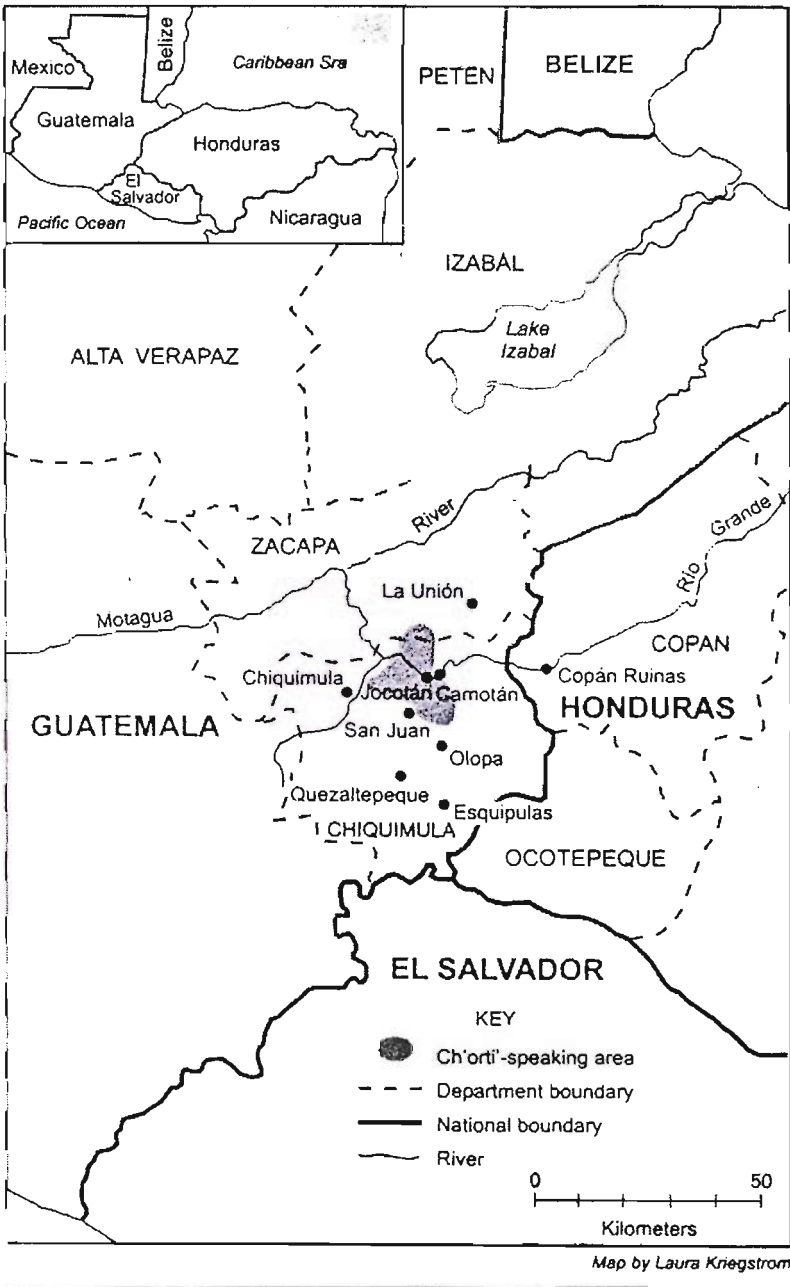 Mexico
Belize
Caribbean Sra
Guatemala
Honduras
El
Salvador
Pacific Ocean
Nicaragua
PETEN
BELIZE
IZABAL
Lake
Izabal
ALTA VERAPAZ
River
ZACAPA
Río Grande
La Unión
Motagua
COPAN
Chiquimula
Jocotán
Camotán
Copán Ruinas
GUATEMALA
San Juan
HONDURAS
Olopa
Quezaltepeque
Esquipulas
CHIQUIMULA
OCOTEPEQUE
EL SALVADOR
KEY
Ch'orti'-speaking area
Department boundary
National boundary
River
0 50
Kilometers
Map by Laura Kriegstrom